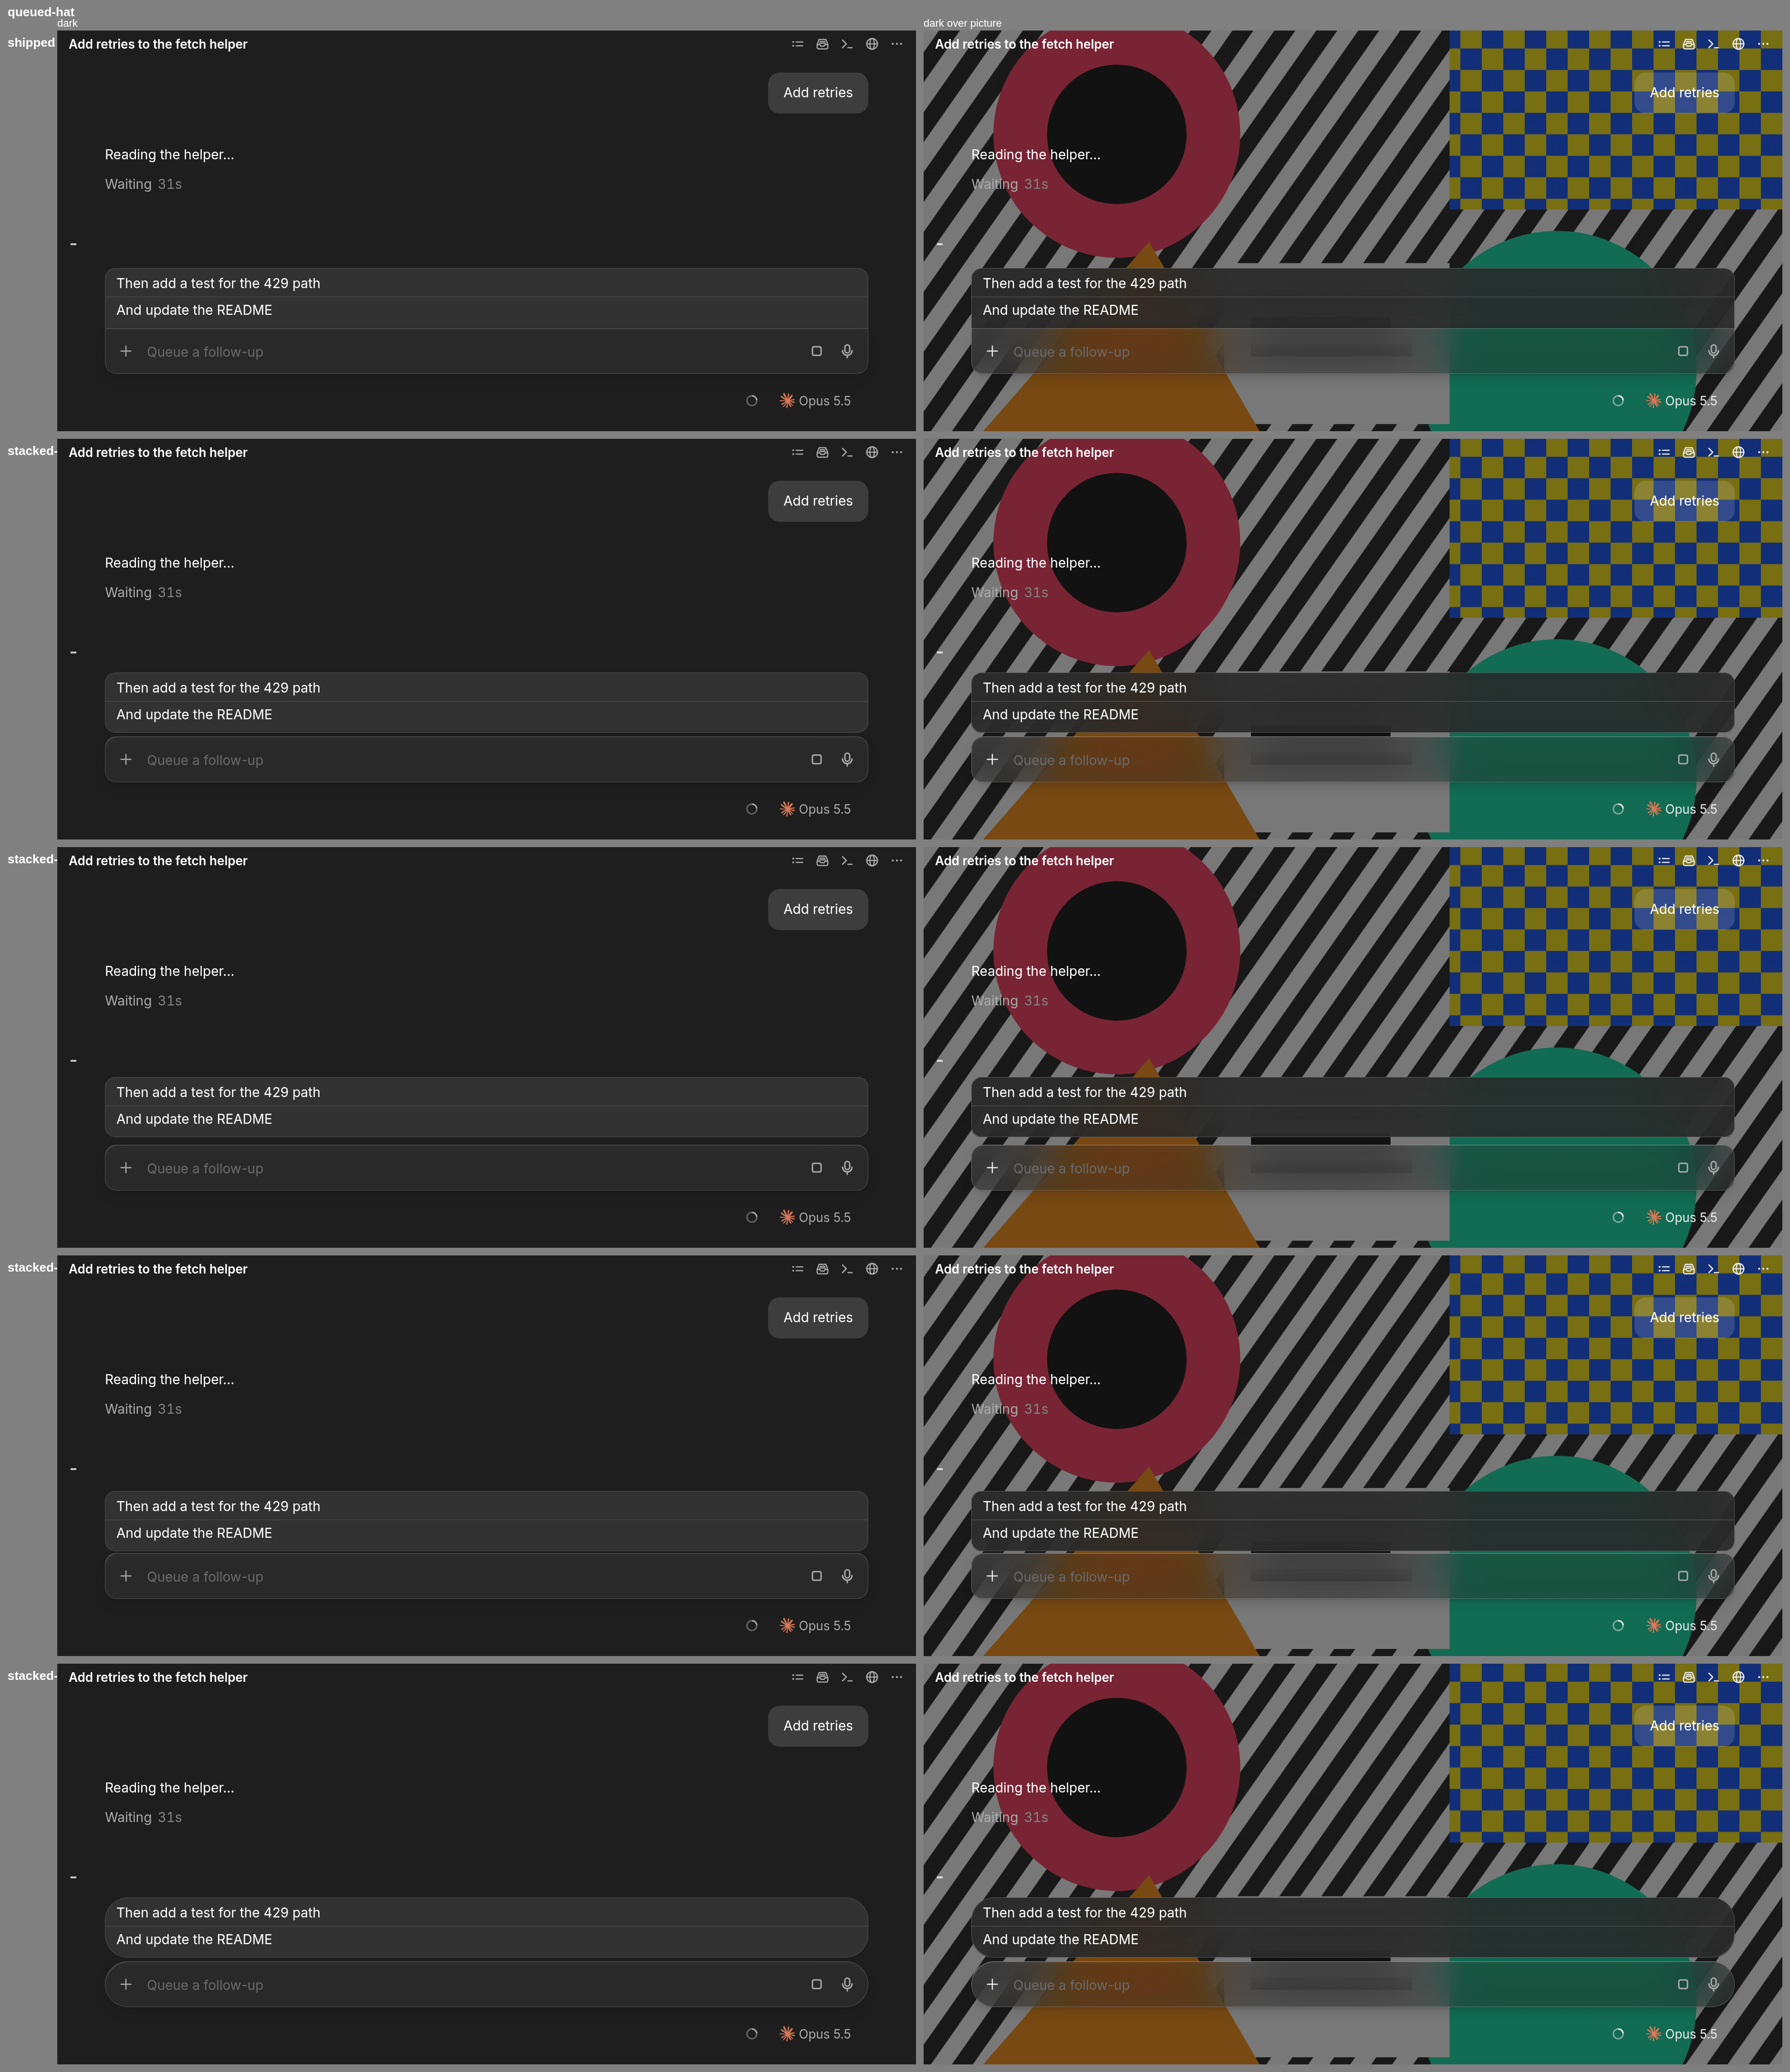 queued-hat
dark
dark over picture
shipped
Add retries to the fetch helper
Add retries
Reading the helper...
Waiting 31s
Then add a test for the 429 path
And update the README
Queue a follow-up
Opus 5.5
Add retries to the fetch helper
Add retries
Reading the helper...
Waiting 31s
Then add a test for the 429 path
And update the README
Queue a follow-up
Opus 5.5
stacked-
Add retries to the fetch helper
Add retries
Reading the helper...
Waiting 31s
Then add a test for the 429 path
And update the README
Queue a follow-up
Opus 5.5
Add retries to the fetch helper
Add retries
Reading the helper...
Waiting 31s
Then add a test for the 429 path
And update the README
Queue a follow-up
Opus 5.5
stacked-
Add retries to the fetch helper
Add retries
Reading the helper...
Waiting 31s
Then add a test for the 429 path
And update the README
Queue a follow-up
Opus 5.5
Add retries to the fetch helper
Add retries
Reading the helper...
Waiting 31s
Then add a test for the 429 path
And update the README
Queue a follow-up
Opus 5.5
stacked-
Add retries to the fetch helper
Add retries
Reading the helper...
Waiting 31s
Then add a test for the 429 path
And update the README
Queue a follow-up
Opus 5.5
Add retries to the fetch helper
Add retries
Reading the helper...
Waiting 31s
Then add a test for the 429 path
And update the README
Queue a follow-up
Opus 5.5
stacked-
Add retries to the fetch helper
Add retries
Reading the helper...
Waiting 31s
Then add a test for the 429 path
And update the README
Queue a follow-up
Opus 5.5
Add retries to the fetch helper
Add retries
Reading the helper...
Waiting 31s
Then add a test for the 429 path
And update the README
Queue a follow-up
Opus 5.5